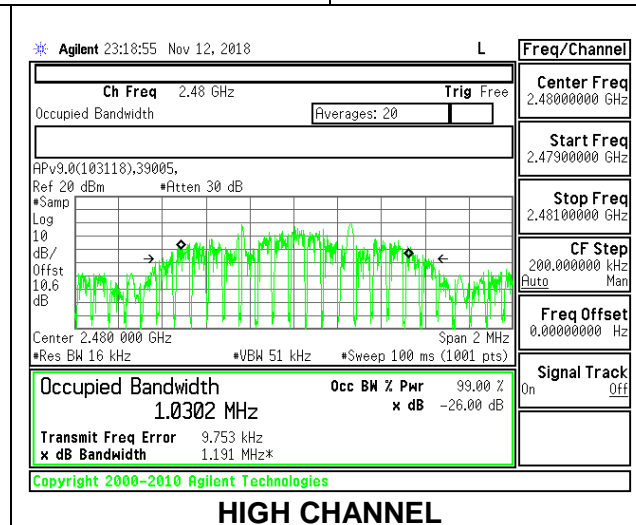 Agilent 23:18:55 Nov 12, 2018 L
Freq/Channel
Ch Freq 2.48 GHz Trig Free
Occupied Bandwidth Averages: 20
Center Freq
2.48000000 GHz
Start Freq
2.47900000 GHz
Stop Freq
2.48100000 GHz
CF Step
200.000000 kHz
Auto Man
Freq Offset
0.00000000 Hz
Signal Track
On Off
APv9.0(103118),39005,
Ref 20 dBm #Atten 30 dB
#Samp
Log
10
dB/
Offst
10.6
dB
Center 2.480 000 GHz Span 2 MHz
#Res BW 16 kHz #VBW 51 kHz #Sweep 100 ms (1001 pts)
Occupied Bandwidth Occ BW % Pwr 99.00 %
1.0302 MHz x dB -26.00 dB
Transmit Freq Error 9.753 kHz
x dB Bandwidth 1.191 MHz*
Copyright 2000-2010 Agilent Technologies
HIGH CHANNEL